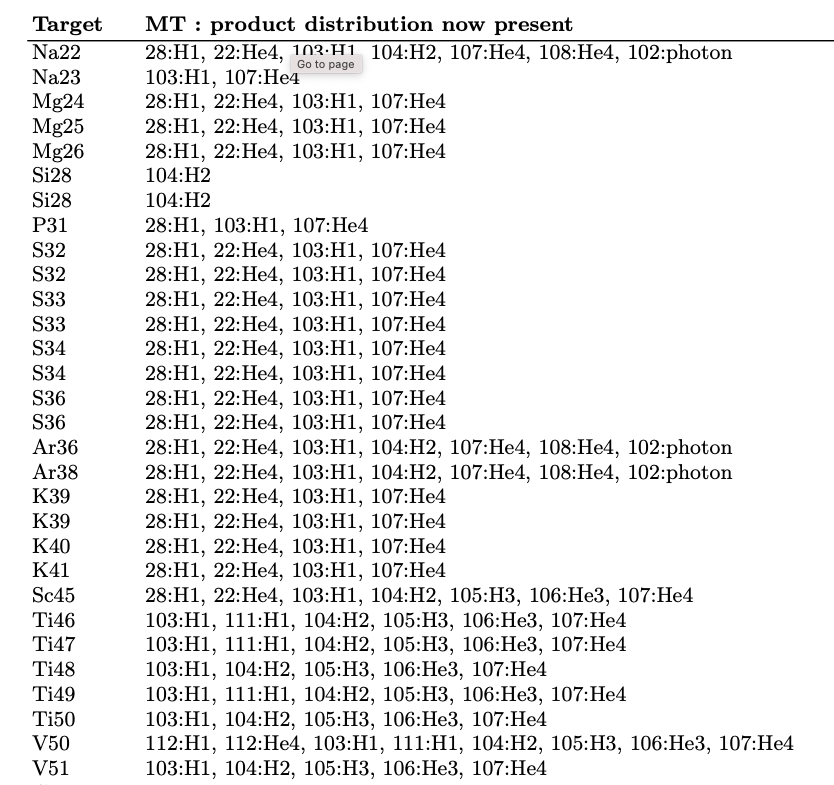 Target MT : product distribution now present
Na22 28:H1, 22:He4, 103:H1, 104:H2, 107:He4, 108:He4, 102:photon
Go to page
Na23 103:H1, 107:He4
Mg24 28:H1, 22:He4, 103:H1, 107:He4
Mg25 28:H1, 22:He4, 103:H1, 107:He4
Mg26 28:H1, 22:He4, 103:H1, 107:He4
Si28 104:H2
Si28 104:H2
P31 28:H1, 103:H1, 107:He4
S32 28:H1, 22:He4, 103:H1, 107:He4
S32 28:H1, 22:He4, 103:H1, 107:He4
S33 28:H1, 22:He4, 103:H1, 107:He4
S33 28:H1, 22:He4, 103:H1, 107:He4
S34 28:H1, 22:He4, 103:H1, 107:He4
S34 28:H1, 22:He4, 103:H1, 107:He4
S36 28:H1, 22:He4, 103:H1, 107:He4
S36 28:H1, 22:He4, 103:H1, 107:He4
Ar36 28:H1, 22:He4, 103:H1, 104:H2, 107:He4, 108:He4, 102:photon
Ar38 28:H1, 22:He4, 103:H1, 104:H2, 107:He4, 108:He4, 102:photon
K39 28:H1, 22:He4, 103:H1, 107:He4
K39 28:H1, 22:He4, 103:H1, 107:He4
K40 28:H1, 22:He4, 103:H1, 107:He4
K41 28:H1, 22:He4, 103:H1, 107:He4
Sc45 28:H1, 22:He4, 103:H1, 104:H2, 105:H3, 106:He3, 107:He4
Ti46 103:H1, 111:H1, 104:H2, 105:H3, 106:He3, 107:He4
Ti47 103:H1, 111:H1, 104:H2, 105:H3, 106:He3, 107:He4
Ti48 103:H1, 104:H2, 105:H3, 106:He3, 107:He4
Ti49 103:H1, 111:H1, 104:H2, 105:H3, 106:He3, 107:He4
Ti50 103:H1, 104:H2, 105:H3, 106:He3, 107:He4
V50 112:H1, 112:He4, 103:H1, 111:H1, 104:H2, 105:H3, 106:He3, 107:He4
V51 103:H1, 104:H2, 105:H3, 106:He3, 107:He4